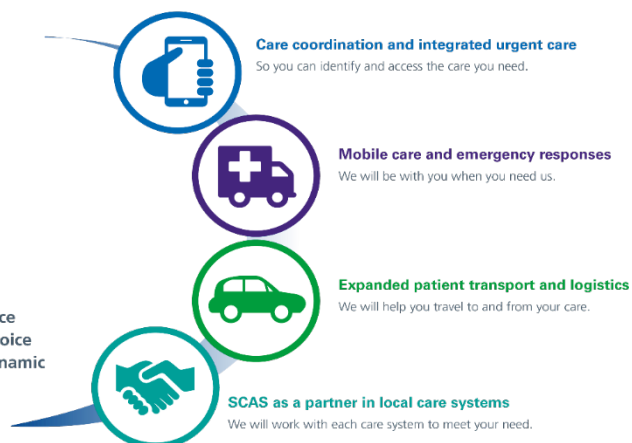 Care coordination and integrated urgent care
So you can identify and access the care you need.
Mobile care and emergency responses
We will be with you when you need us.
Expanded patient transport and logistics
We will help you travel to and from your care.
SCAS as a partner in local care systems
We will work with each care system to meet your need.